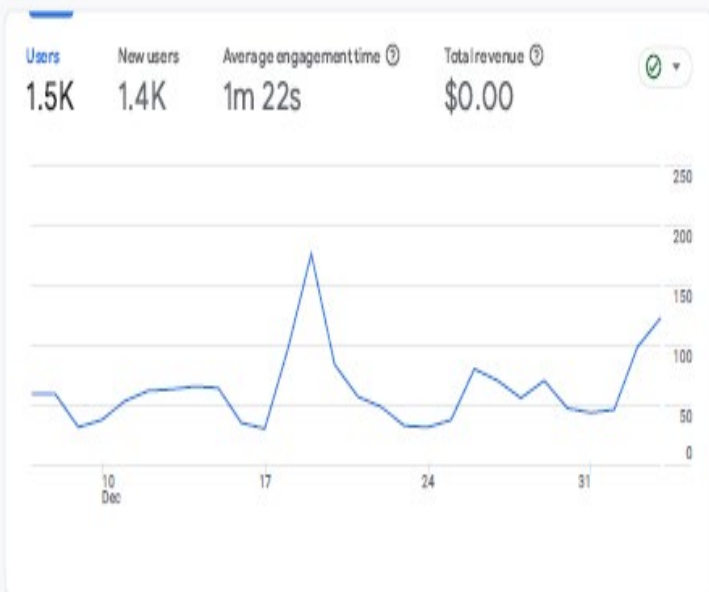 Users New users Average engagement time Total revenue
1.5K 1.4K 1m 22s $0.00
250
200
150
100
50
0
10 17 24 31
Dec